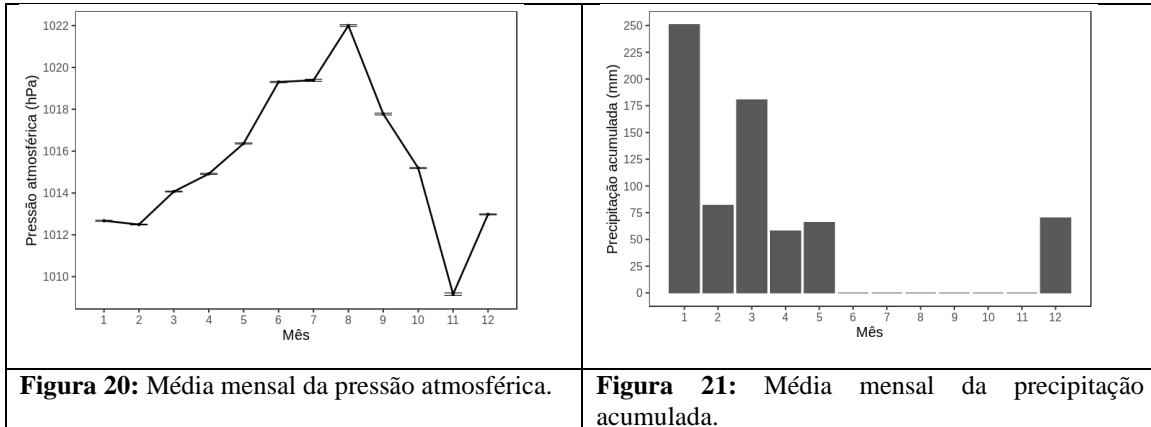 1022
1020
1018
1016
1014
1012
1010
Pressão atmosférica (hPa)
1 2 3 4 5 6 7 8 9 10 11 12
Mês
250
225
200
175
150
125
100
75
50
25
0
Precipitação acumulada (mm)
1 2 3 4 5 6 7 8 9 10 11 12
Mês
Figura 20: Média mensal da pressão atmosférica.
Figura 21: Média mensal da precipitação
acumulada.